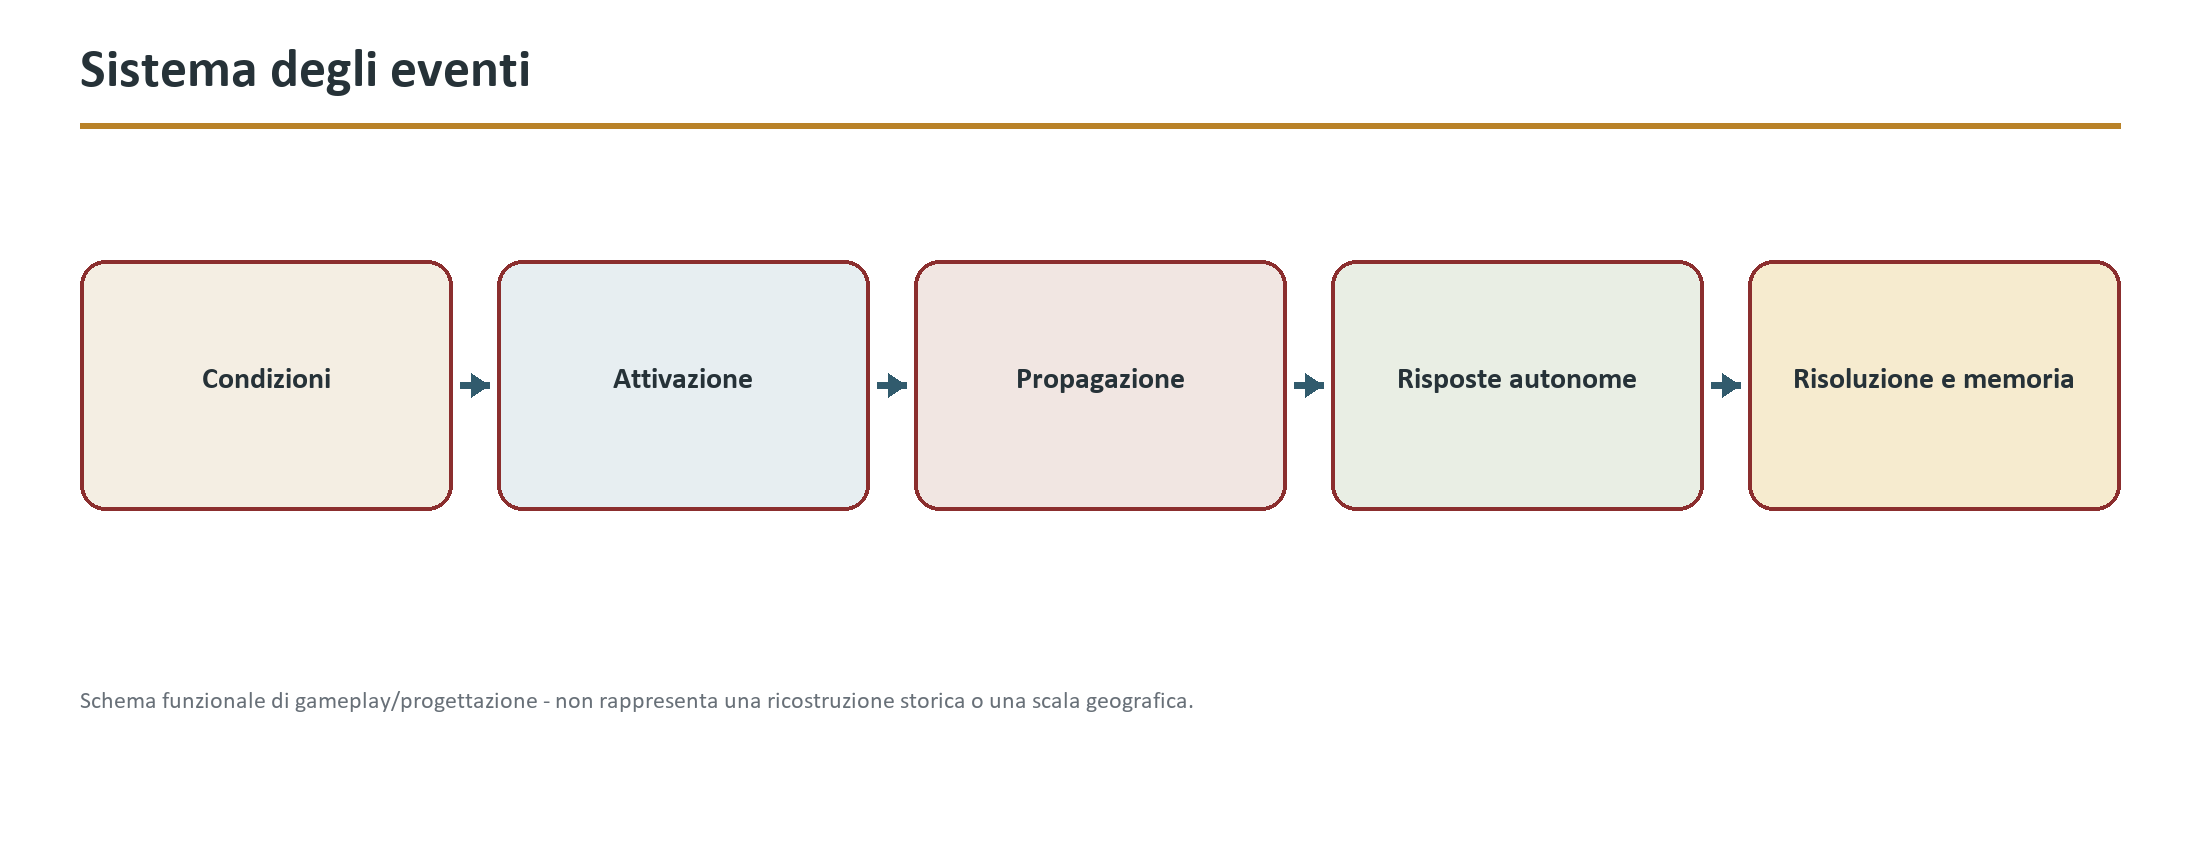 Sistema degli eventi
Condizioni
Attivazione
Propagazione
Risposte autonome
Risoluzione e memoria
Schema funzionale di gameplay/progettazione - non rappresenta una ricostruzione storica o una scala geografica.